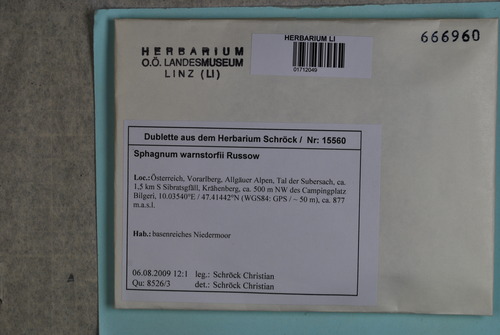 HERBARIUM
O.Ö. LANDESMUSEUM
LINZ (LI)
HERBARIUM LI
01712049
666960
Dublette aus dem Herbarium Schröck / Nr: 15560
Sphagnum warnstorfii Russow
Loc.:Österreich, Vorarlberg, Allgäuer Alpen, Tal der Subersach, ca.
1,5 km S Sibratsgfäll, Krähenberg, ca. 500 m NW des Campingplatz
Bilgeri, 10.03540°E / 47.41442°N (WGS84: GPS / ~ 50 m), ca. 877
m.a.s.l.
Hab.: basenreiches Niedermoor
06.08.2009 12:1 leg.: Schröck Christian
Qu: 8526/3 det.: Schröck Christian